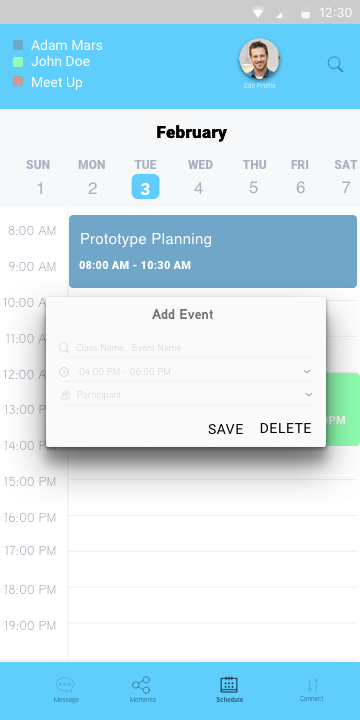 12:30
Adam Mars
John Doe
Meet Up
Edit Profile
February
SUN MON TUE WED THU FRI SAT
1 2 3 4 5 6 7
8:00 AM
Prototype Planning
9:00 AM
08:00 AM - 10:30 AM
10:00 A
Add Event
11:00
Class Name , Event Name
12:00 A
04:00 PM - 06:00 PM
Participant
13:00 P
0PM
SAVE DELETE
14:00 P
15:00 PM
16:00 PM
17:00 PM
18:00 PM
19:00 PM
Message Moments Schedule Connect